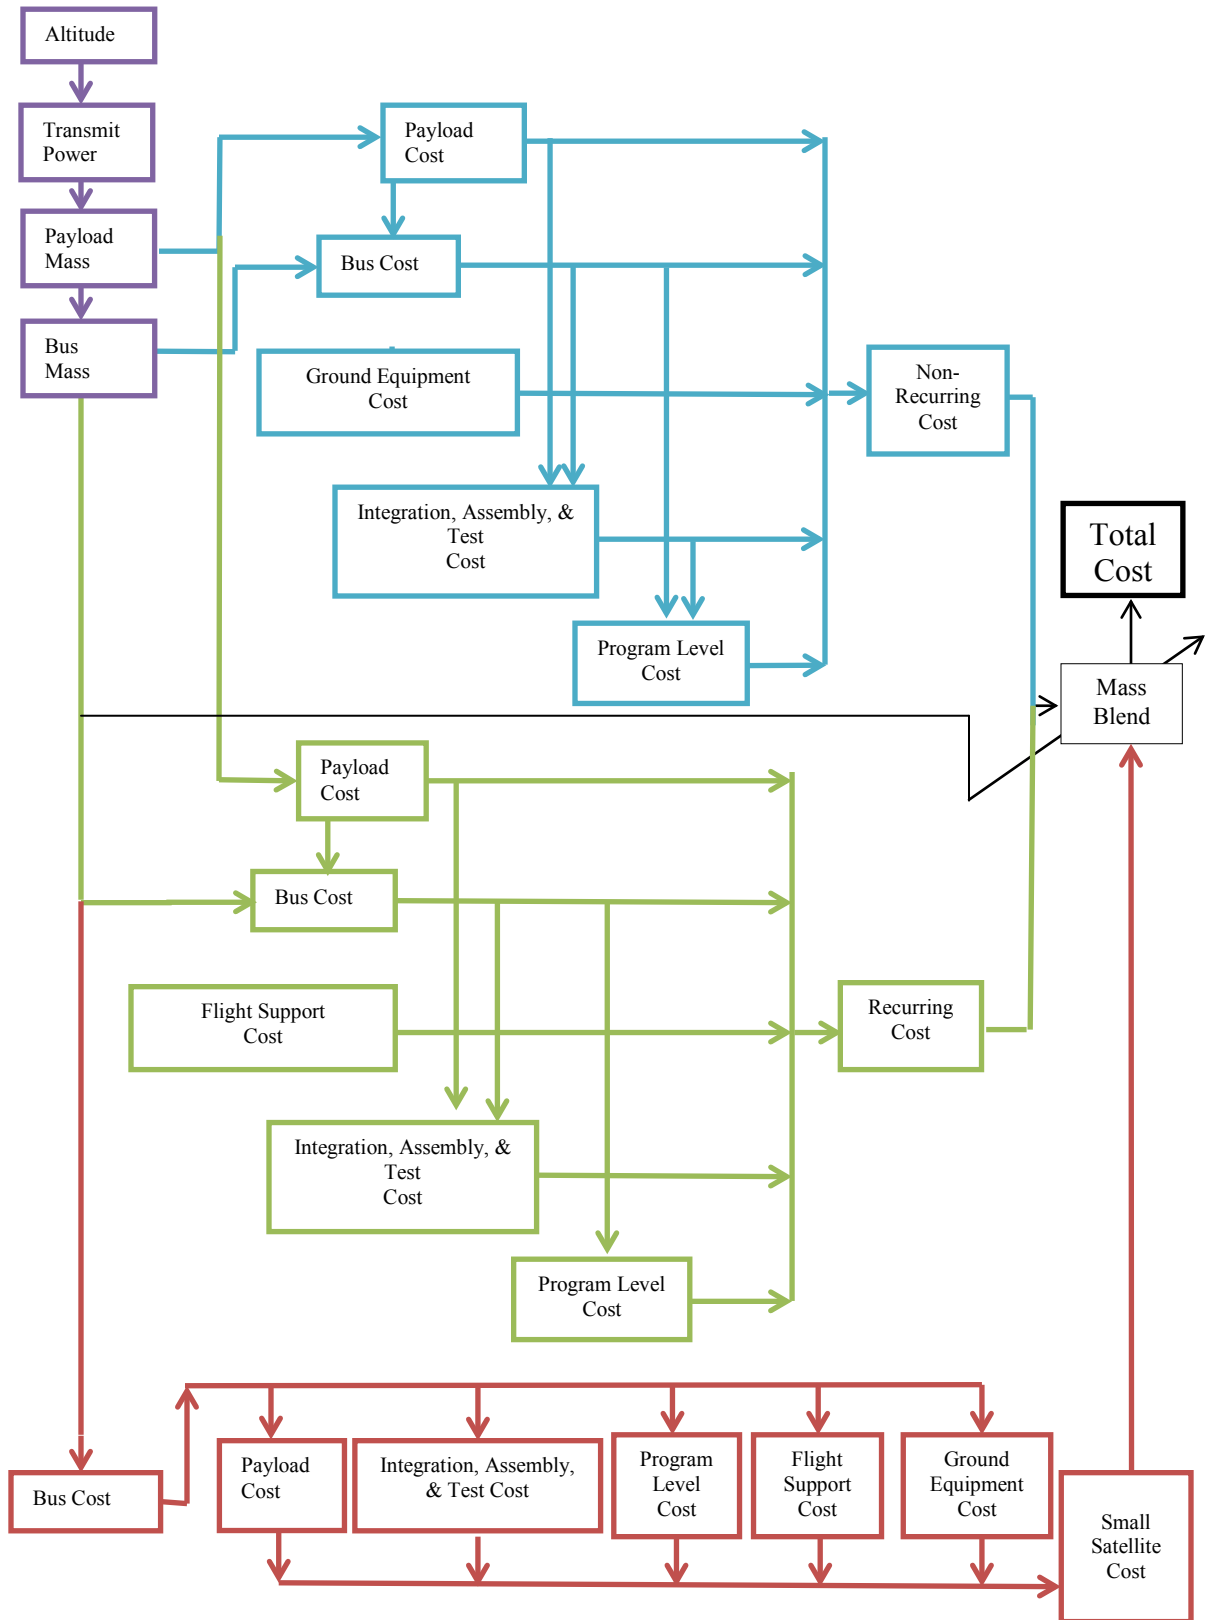 Altitude
Transmit
Power
Payload
Mass
Bus
Mass
Payload
Cost
Bus Cost
Ground Equipment
Cost
Integration, Assembly, &
Test
Cost
Program Level
Cost
Non-
Recurring
Cost
Total
Cost
Mass
Blend
Payload
Cost
Bus Cost
Flight Support
Cost
Integration, Assembly, &
Test
Cost
Program Level
Cost
Recurring
Cost
Bus Cost
Payload
Cost
Integration, Assembly,
& Test Cost
Program
Level
Cost
Flight
Support
Cost
Ground
Equipment
Cost
Small
Satellite
Cost